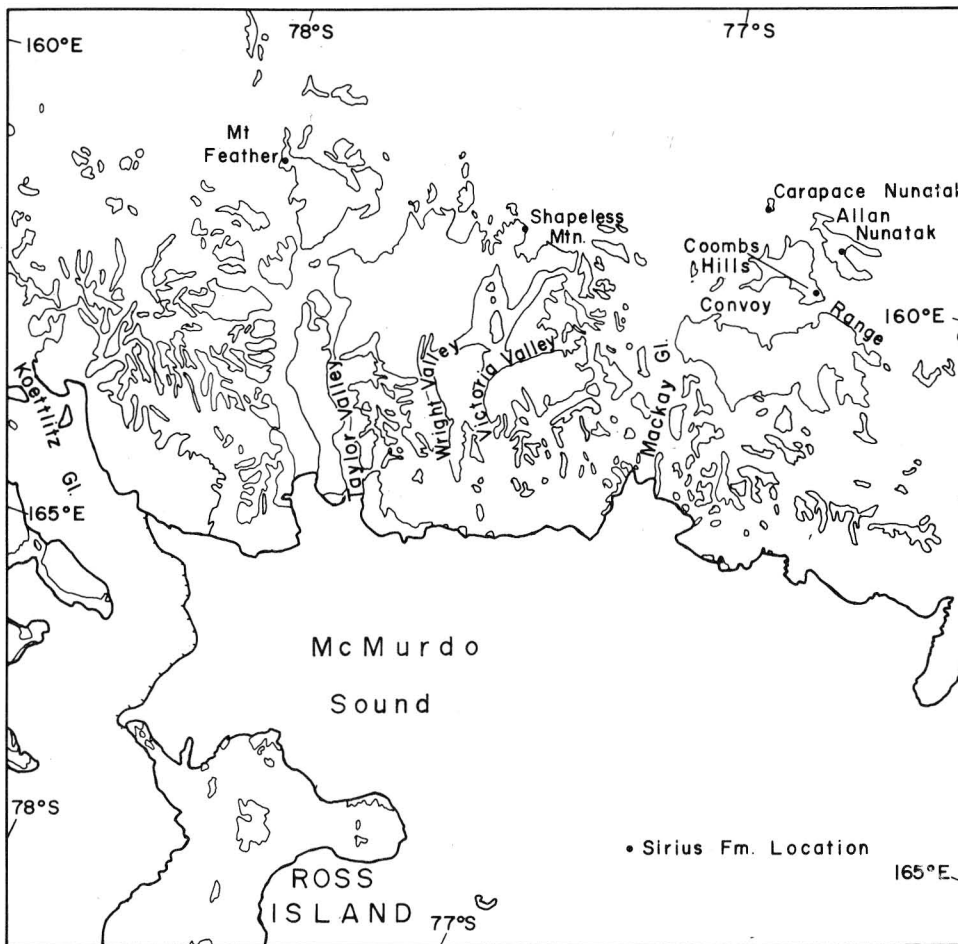 78°S
77°S
160°E
Mt
Feather
Carapace Nunatak
Allan
Nunatak
Shapeless
Mtn.
Coombs
Hills
Convoy
Range
160°E
Koettlitz Gl.
Taylor Valley
Wright Valley
Victoria Valley
Mackay Gl.
165°E
McMurdo
Sound
78°S
• Sirius Fm. Location
165°E
ROSS
ISLAND
77°S